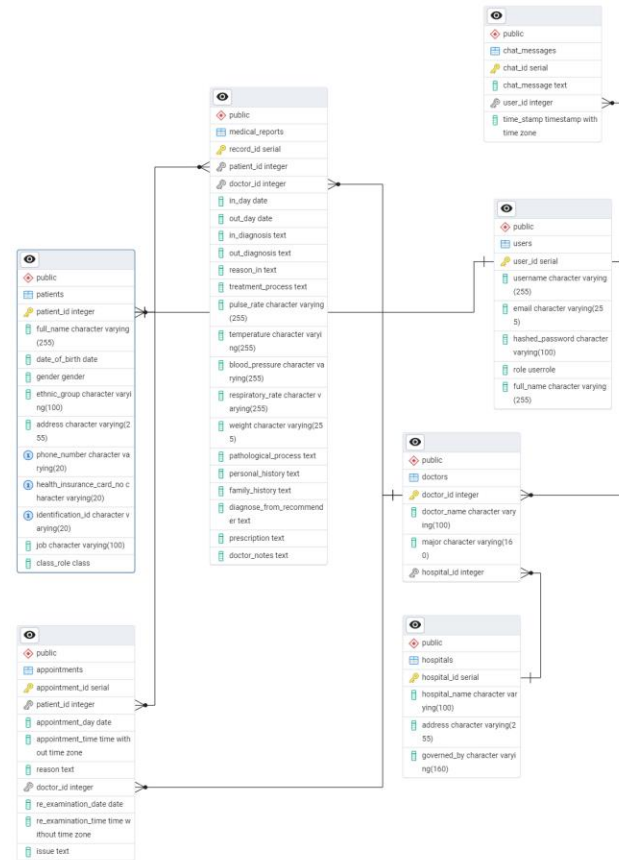 public
chat_messages
chat_id serial
chat_message text
user_id integer
time_stamp timestamp with
time zone
public
medical_reports
record_id serial
patient_id integer
doctor_id integer
in_day date
out_day date
in_diagnosis text
out_diagnosis text
reason_in text
treatment_process text
pulse_rate character varying
(255)
temperature character varyi
ng(255)
blood_pressure character va
rying(255)
respiratory_rate character v
arying(255)
weight character varying(25
5)
pathological_process text
personal_history text
family_history text
diagnose_from_recommend
er text
prescription text
doctor_notes text
public
users
user_id serial
username character varying
(255)
email character varying(25
5)
hashed_password character
varying(100)
role userrole
full_name character varying
(255)
public
patients
patient_id integer
full_name character varying
(255)
date_of_birth date
gender gender
ethnic_group character varyi
ng(100)
address character varying(2
55)
phone_number character va
rying(20)
health_insurance_card_no c
haracter varying(20)
identification_id character v
arying(20)
job character varying(100)
class_role class
public
doctors
doctor_id integer
doctor_name character vary
ing(100)
major character varying(16
0)
hospital_id integer
public
hospitals
hospital_id serial
hospital_name character var
ying(100)
address character varying(2
55)
governed_by character varyi
ng(160)
public
appointments
appointment_id serial
patient_id integer
appointment_day date
appointment_time time with
out time zone
reason text
doctor_id integer
re_examination_date date
re_examination_time time w
ithout time zone
issue text